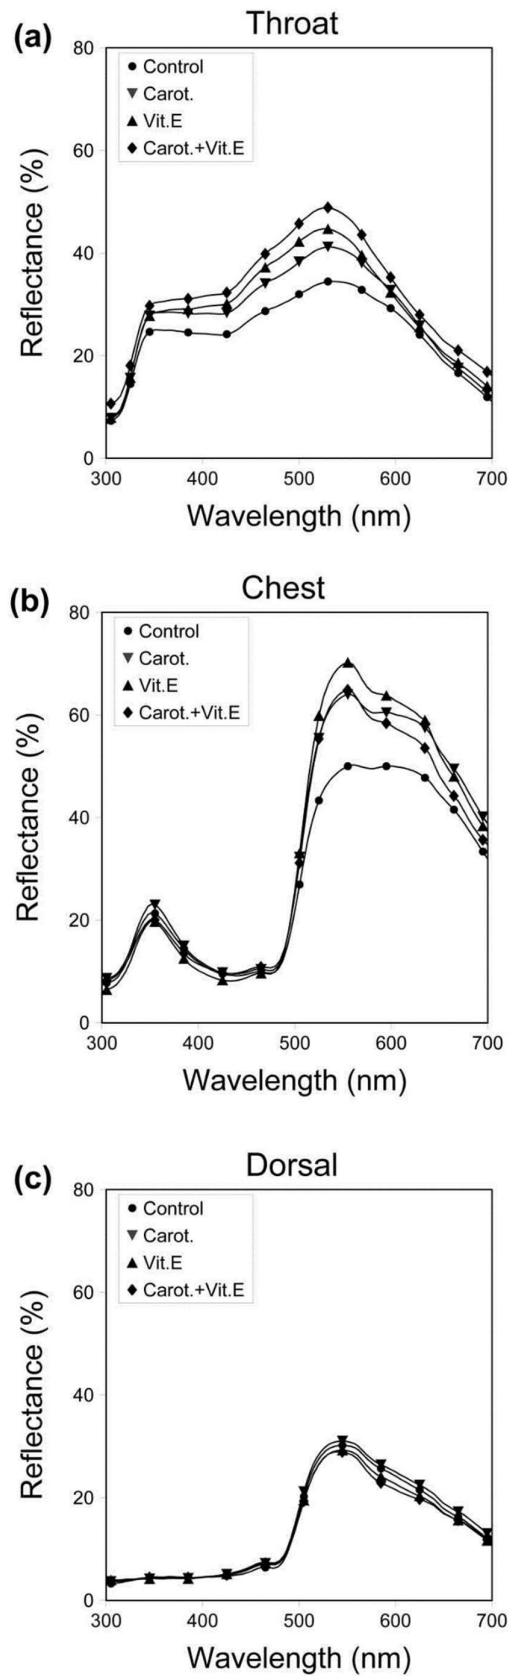 (a) Throat
80
Control
Carot.
Vit.E
Carot.+Vit.E
60
40
20
0
Reflectance (%)
300 400 500 600 700
Wavelength (nm)
(b) Chest
80
Control
Carot.
Vit.E
Carot.+Vit.E
60
40
20
0
Reflectance (%)
300 400 500 600 700
Wavelength (nm)
(c) Dorsal
80
Control
Carot.
Vit.E
Carot.+Vit.E
60
40
20
0
Reflectance (%)
300 400 500 600 700
Wavelength (nm)